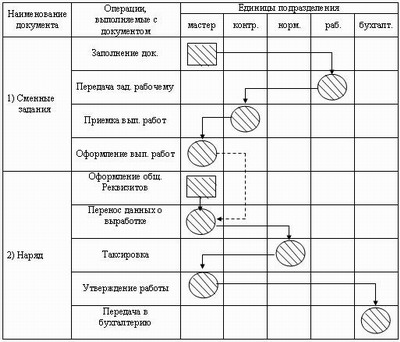 Наименование
документа
Операции,
выполняемые с
документом
Единицы подразделения
мастер
контр.
норм.
раб.
бухгалт.
1) Сменные
задания
Заполнение док.
Передача зад. рабочему
Приемка вып. работ
Оформление вып. работ
2) Наряд
Оформление общ.
Реквизитов
Перенос данных о
выработке
Таксировка
Утверждение работы
Передача в
бухгалтерию